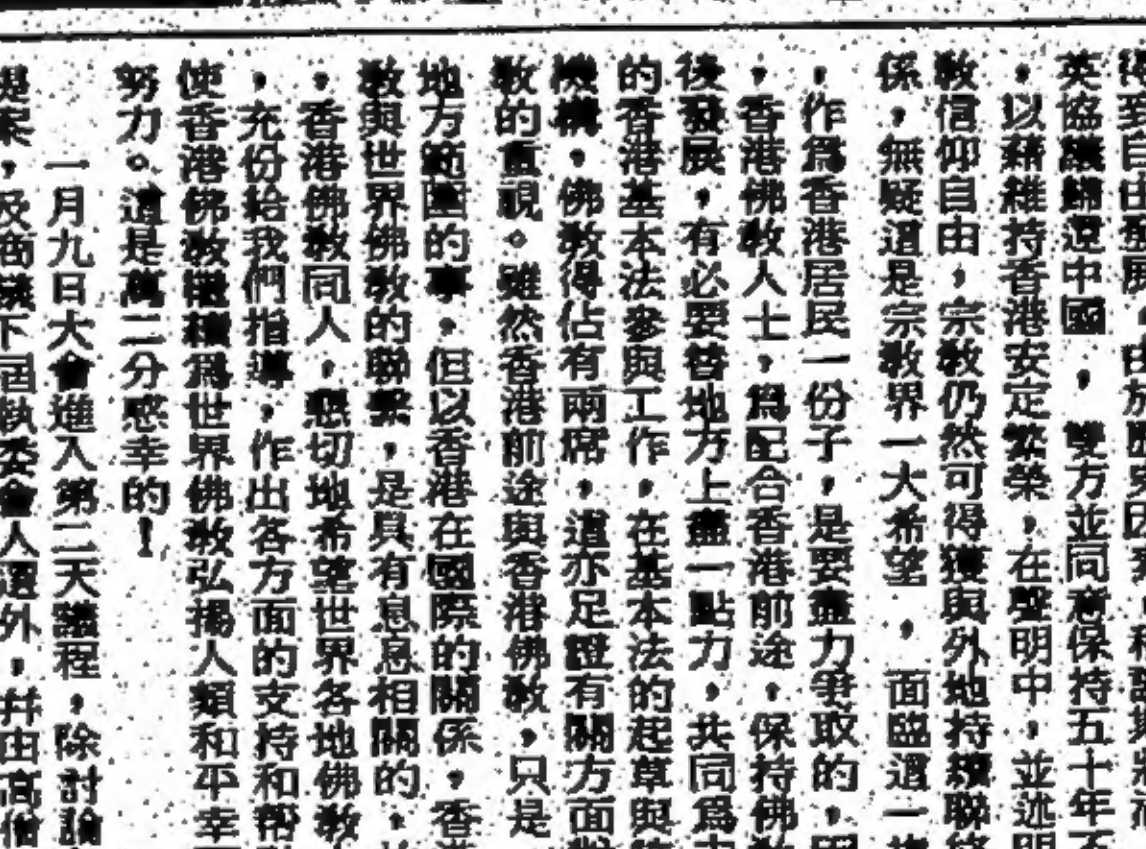 得到自由發展，由於
英協議歸還中國，雙方並同意保持五十年不
，以藉維持香港安定繁榮，在聲明中，並述明
教信仰自由，宗教仍然可得獲與外地持續聯絡
係，無疑這是宗教界一大希望，面臨這一
，作爲香港居民一份子，是要盡力爭取的，因
，香港佛教人士，爲配合香港前途，保持佛教
後發展，有必要替地方上盡一點力，共同爲
的香港基本法參與工作，在基本法的起草與
機構，佛教得佔有兩席，這亦足證有關方面對
教的重視。雖然香港前途與香港佛教，只是
地方範圍的事，但以香港在國際的關係，香港
教與世界佛教的聯繫，是具有息息相關的，
，香港佛教同人，懇切地希望世界各地佛教
，充份給我們指導，作出各方面的支持和幫
使香港佛教繼續爲世界佛教弘揚人類和平幸
努力。這是萬二分感幸的！
一月九日大會進入第二天議程，除討論
提案，及商談下屆執委會人選外，并由高僧